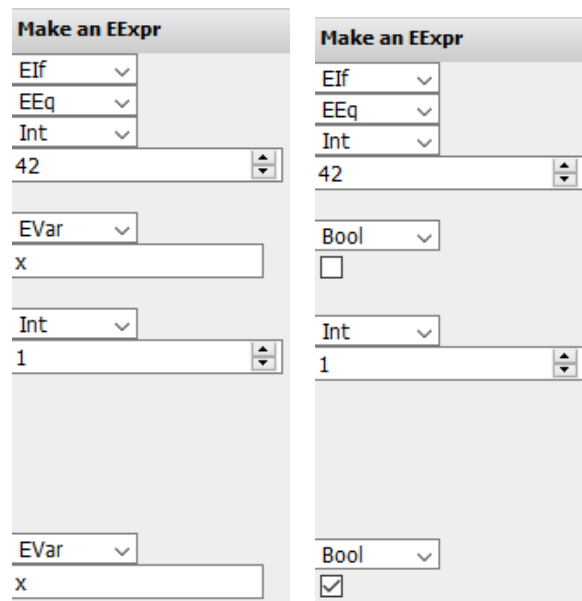 Make an EExpr
EIf
EEq
Int
42
EVar
x
Int
1
EVar
x
Make an EExpr
EIf
EEq
Int
42
Bool
Int
1
Bool